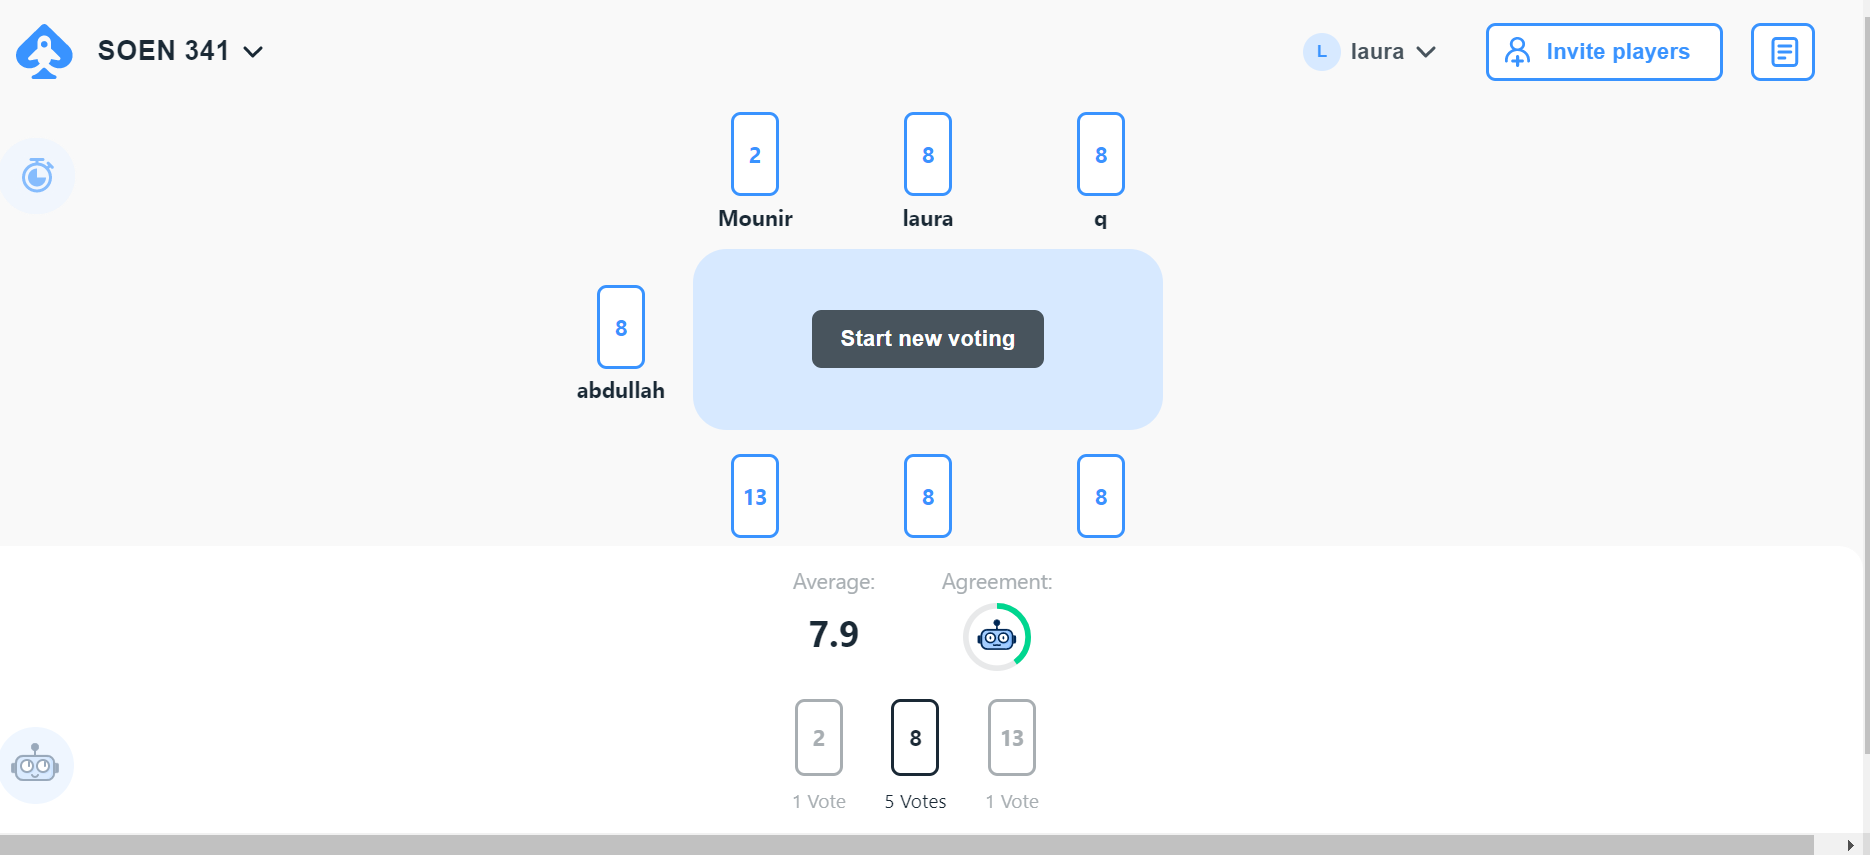 SOEN 341
L laura
Invite players
2 8 8
Mounir laura q
8
Start new voting
abdullah
13 8 8
Average: Agreement:
7.9
2 8 13
1 Vote 5 Votes 1 Vote